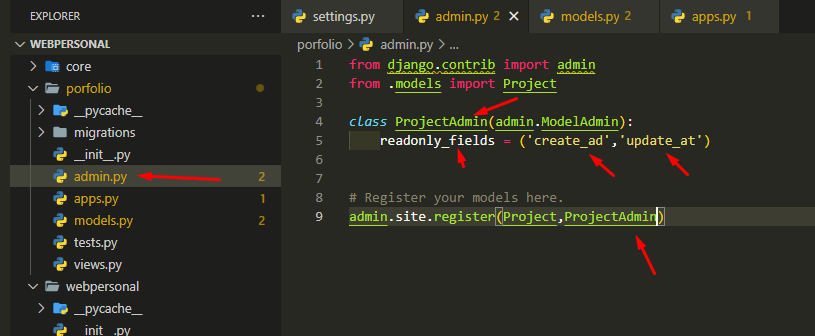 EXPLORER ···
WEBPERSONAL
core
porfolio
__pycache__
migrations
__init__.py
admin.py 2
apps.py 1
models.py 2
tests.py
views.py
webpersonal
__pycache__
__init__.py
settings.py
admin.py 2
models.py 2
apps.py 1
porfolio > admin.py > ...
1 from django.contrib import admin
2 from .models import Project
3
4 class ProjectAdmin(admin.ModelAdmin):
5 readonly_fields = ('create_ad','update_at')
6
7
8 # Register your models here.
9 admin.site.register(Project,ProjectAdmin)